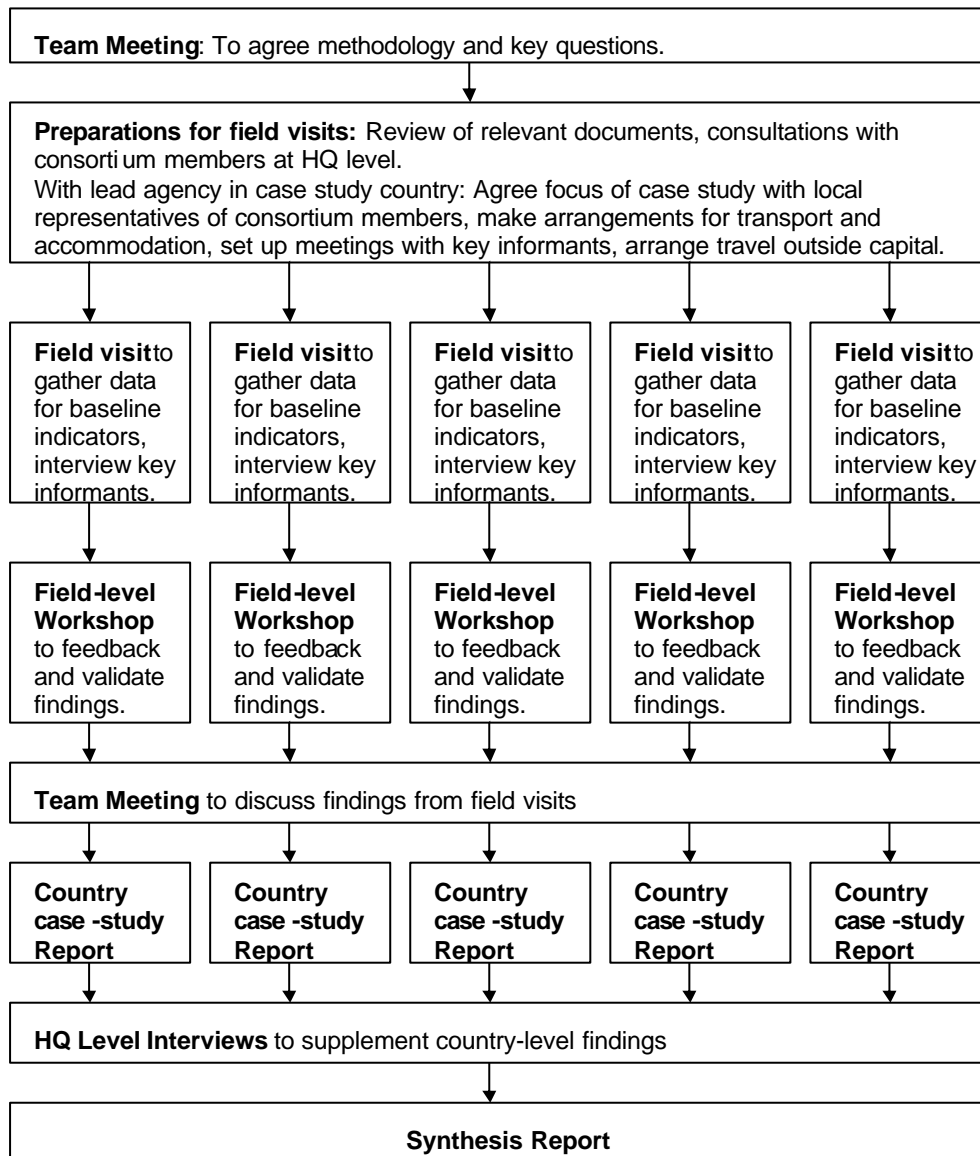 Team Meeting: To agree methodology and key questions.
Preparations for field visits: Review of relevant documents, consultations with
consortium members at HQ level.
With lead agency in case study country: Agree focus of case study with local
representatives of consortium members, make arrangements for transport and
accommodation, set up meetings with key informants, arrange travel outside capital.
Field visit to
gather data
for baseline
indicators,
interview key
informants.
Field visit to
gather data
for baseline
indicators,
interview key
informants.
Field visit to
gather data
for baseline
indicators,
interview key
informants.
Field visit to
gather data
for baseline
indicators,
interview key
informants.
Field visit to
gather data
for baseline
indicators,
interview key
informants.
Field-level
Workshop
to feedback
and validate
findings.
Field-level
Workshop
to feedback
and validate
findings.
Field-level
Workshop
to feedback
and validate
findings.
Field-level
Workshop
to feedback
and validate
findings.
Field-level
Workshop
to feedback
and validate
findings.
Team Meeting to discuss findings from field visits
Country
case -study
Report
Country
case -study
Report
Country
case -study
Report
Country
case -study
Report
Country
case -study
Report
HQ Level Interviews to supplement country-level findings
Synthesis Report